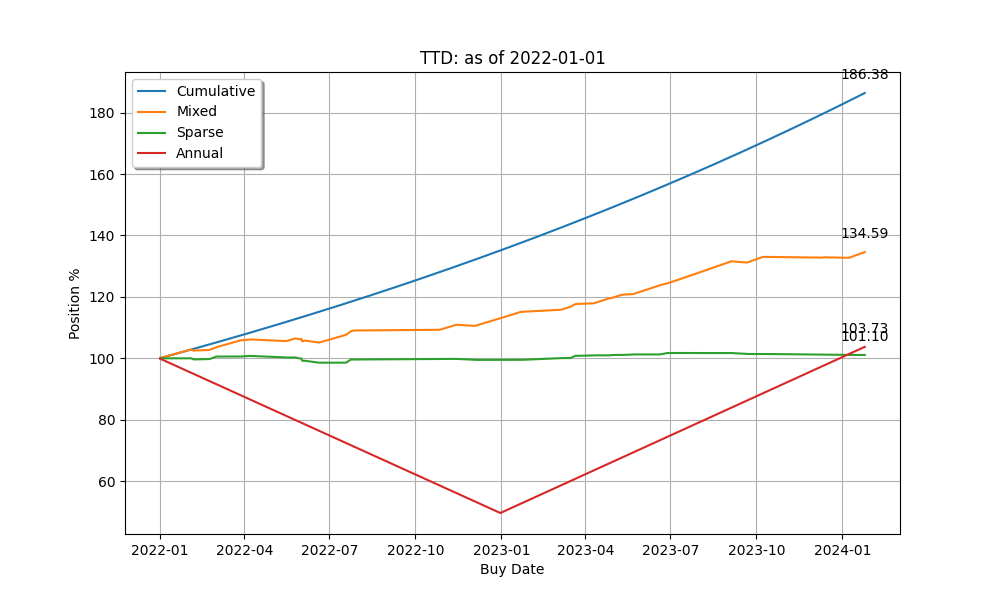 TTD: as of 2022-01-01
Cumulative
Mixed
Sparse
Annual
186.38
134.59
103.73
101.10
Position %
180
160
140
120
100
80
60
2022-01 2022-04 2022-07 2022-10 2023-01 2023-04 2023-07 2023-10 2024-01
Buy Date